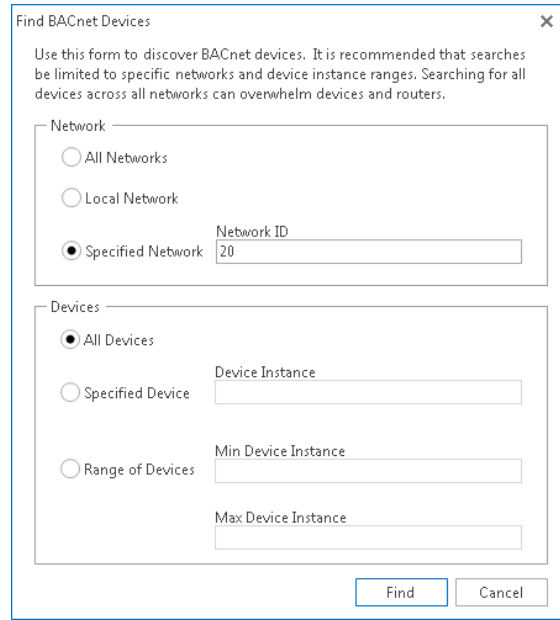 Find BACnet Devices
Use this form to discover BACnet devices. It is recommended that searches
be limited to specific networks and device instance ranges. Searching for all
devices across all networks can overwhelm devices and routers.
Network
All Networks
Local Network
Network ID
Specified Network 20
Devices
All Devices
Device Instance
Specified Device
Min Device Instance
Range of Devices
Max Device Instance
Find Cancel